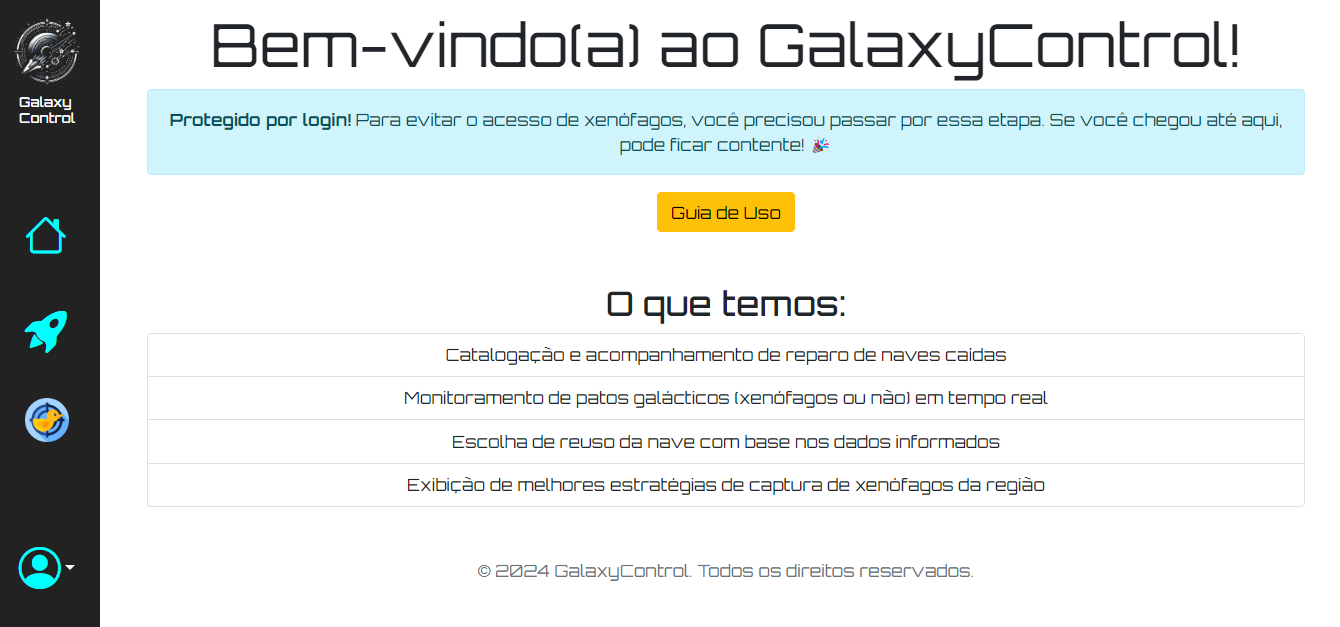 Galaxy
Control
Bem-vindo(a) ao GalaxyControl!
Protegido por login! Para evitar o acesso de xenófagos, você precisou passar por essa etapa. Se você chegou até aqui,
pode ficar contente! 🎉
Guia de Uso
O que temos:
Catalogação e acompanhamento de reparo de naves caídas
Monitoramento de patos galácticos (xenófagos ou não) em tempo real
Escolha de reuso da nave com base nos dados informados
Exibição de melhores estratégias de captura de xenófagos da região
© 2024 GalaxyControl. Todos os direitos reservados.